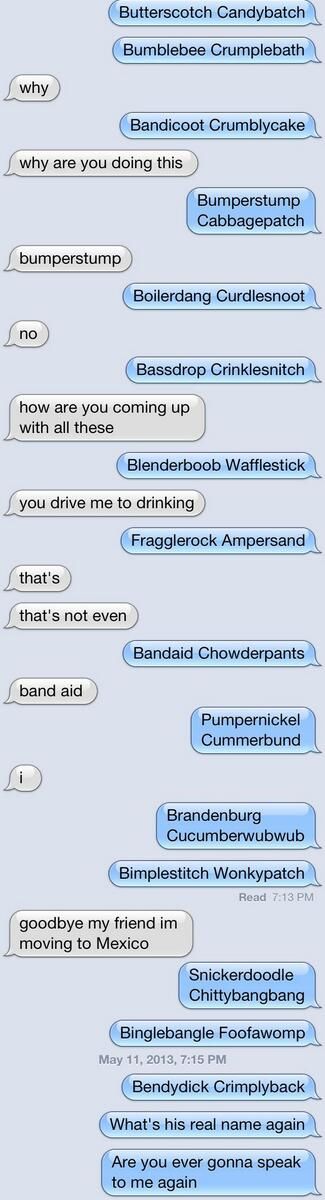 Butterscotch Candybatch
Bumblebee Crumplebath
why
Bandicoot Crumblycake
why are you doing this
Bumperstump
Cabbagepatch
bumperstump
Boilerdang Curdlesnoot
no
Bassdrop Crinklesnitch
how are you coming up
with all these
Blenderboob Wafflestick
you drive me to drinking
Fragglerock Ampersand
that's
that's not even
Bandaid Chowderpants
band aid
Pumpernickel
Cummerbund
i
Brandenburg
Cucumberwubwub
Bimplestitch Wonkypatch
Read 7:13 PM
goodbye my friend im
moving to Mexico
Snickerdoodle
Chittybangbang
Binglebangle Foofawomp
May 11, 2013, 7:15 PM
Bendydick Crimplyback
What's his real name again
Are you ever gonna speak
to me again